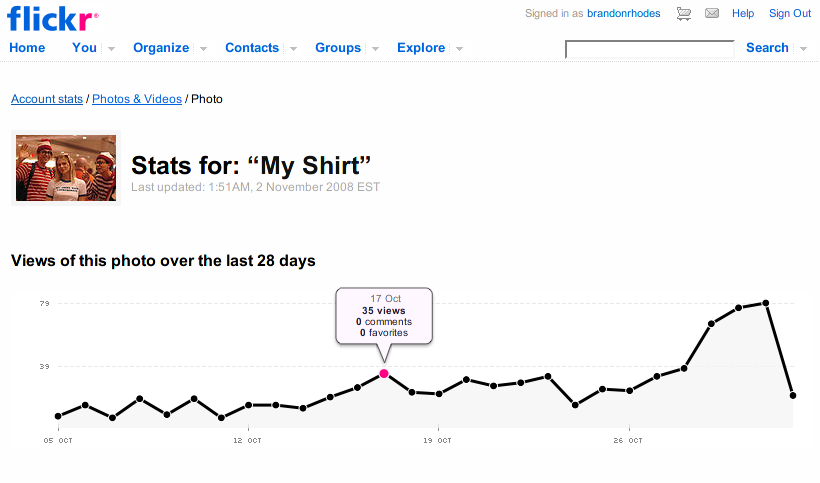 flickr®
Signed in as brandonrhodes Help Sign Out
Home You Organize Contacts Groups Explore Search
Account stats / Photos & Videos / Photo
Stats for: “My Shirt”
Last updated: 1:51AM, 2 November 2008 EST
Views of this photo over the last 28 days
17 Oct
35 views
0 comments
0 favorites
79
39
05 OCT 12 OCT 19 OCT 26 OCT